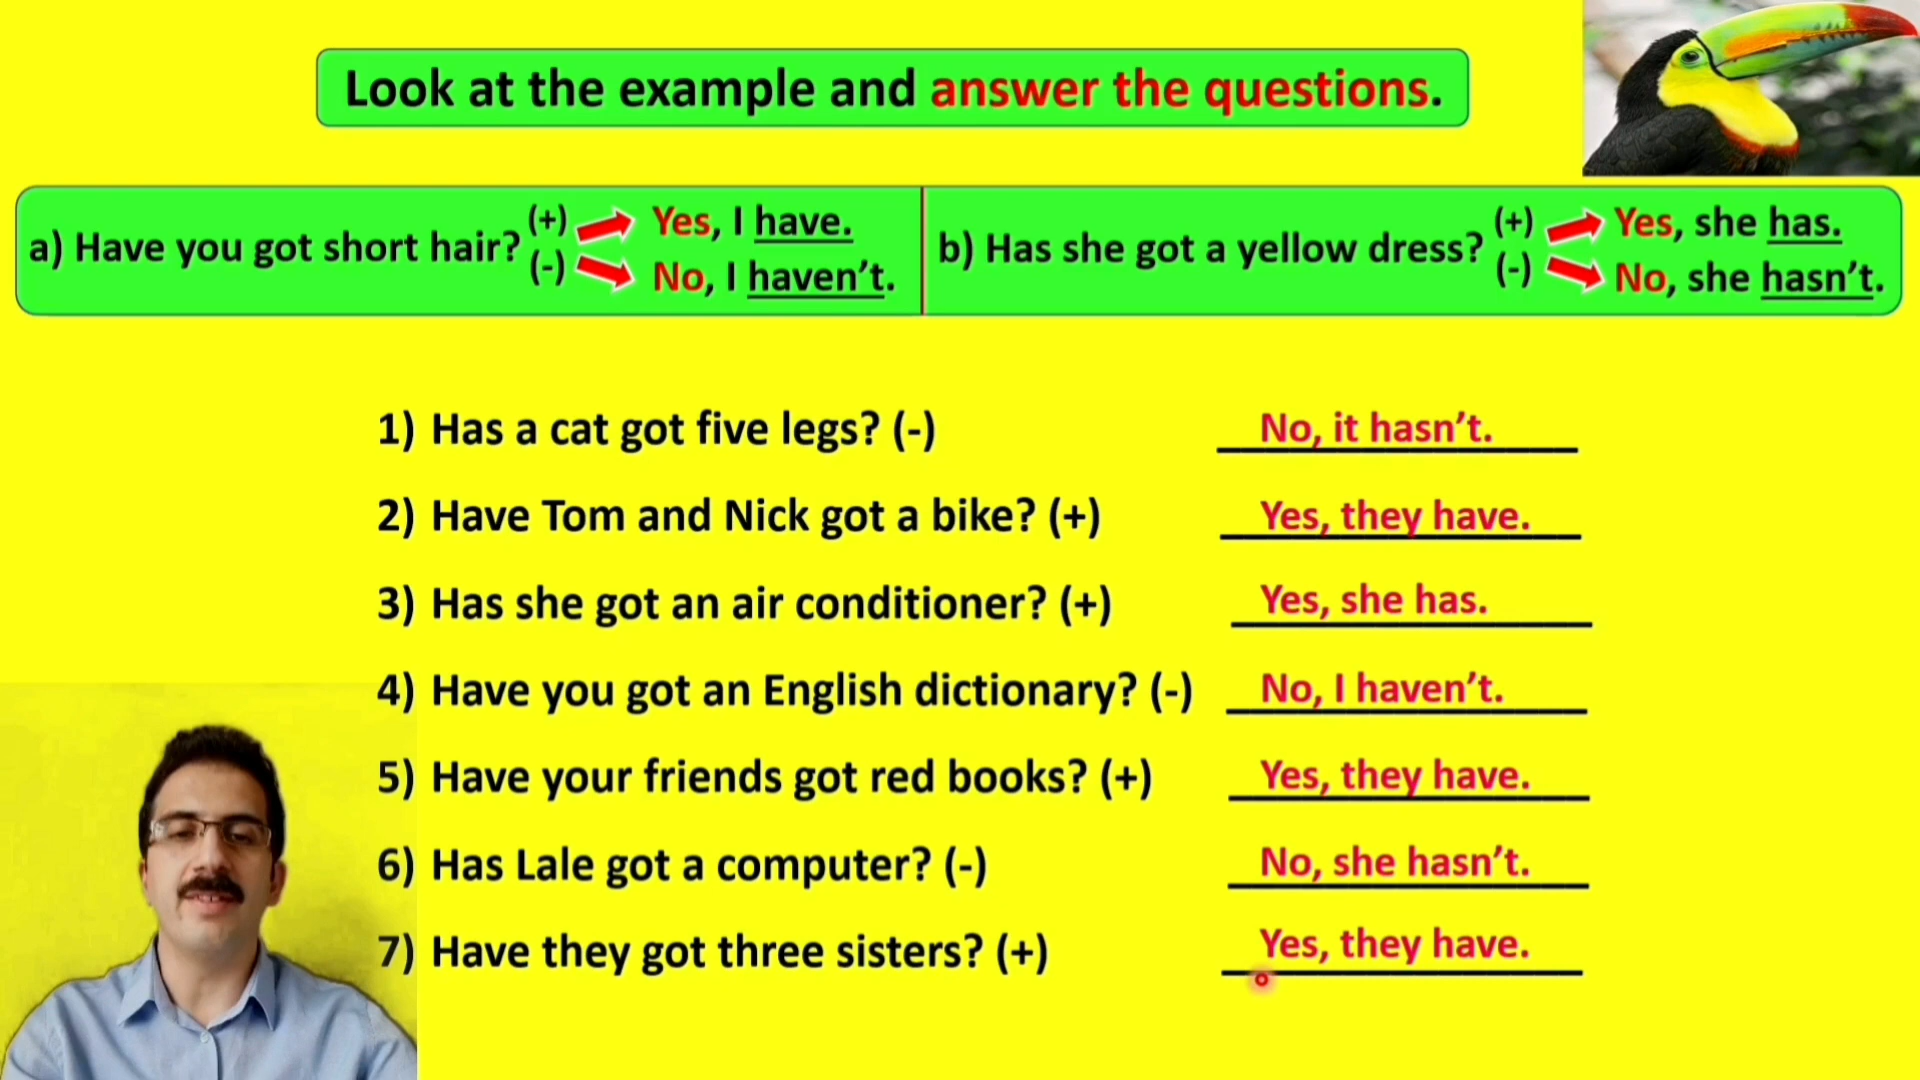 Look at the example and answer the questions.
a) Have you got short hair? (+) Yes, I have.
(-) No, I haven’t.
b) Has she got a yellow dress? (+) Yes, she has.
(-) No, she hasn’t.
1) Has a cat got five legs? (-) No, it hasn’t.
2) Have Tom and Nick got a bike? (+) Yes, they have.
3) Has she got an air conditioner? (+) Yes, she has.
4) Have you got an English dictionary? (-) No, I haven’t.
5) Have your friends got red books? (+) Yes, they have.
6) Has Lale got a computer? (-) No, she hasn’t.
7) Have they got three sisters? (+) Yes, they have.